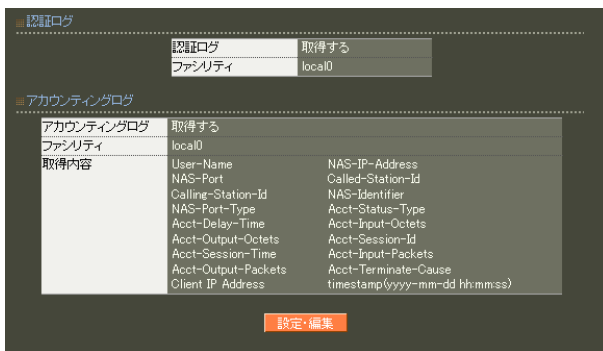 認証ログ
認証ログ 取得する
ファシリティ local0
アカウンティングログ
アカウンティングログ 取得する
ファシリティ local0
取得内容 User-Name NAS-IP-Address
NAS-Port Called-Station-Id
Calling-Station-Id NAS-Identifier
NAS-Port-Type Acct-Status-Type
Acct-Delay-Time Acct-Input-Octets
Acct-Output-Octets Acct-Session-Id
Acct-Session-Time Acct-Input-Packets
Acct-Output-Packets Acct-Terminate-Cause
Client IP Address timestamp(yyyy-mm-dd hh:mm:ss)
設定・編集